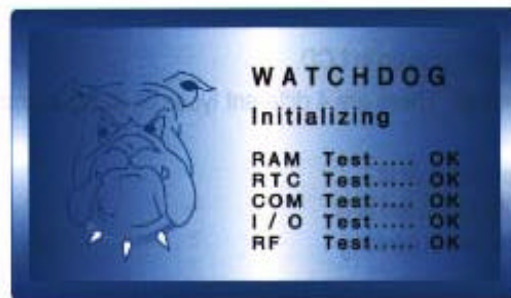 WATCHDOG
Initializing
RAM Test..... OK
RTC Test..... OK
COM Test..... OK
I / O Test..... OK
RF Test..... OK